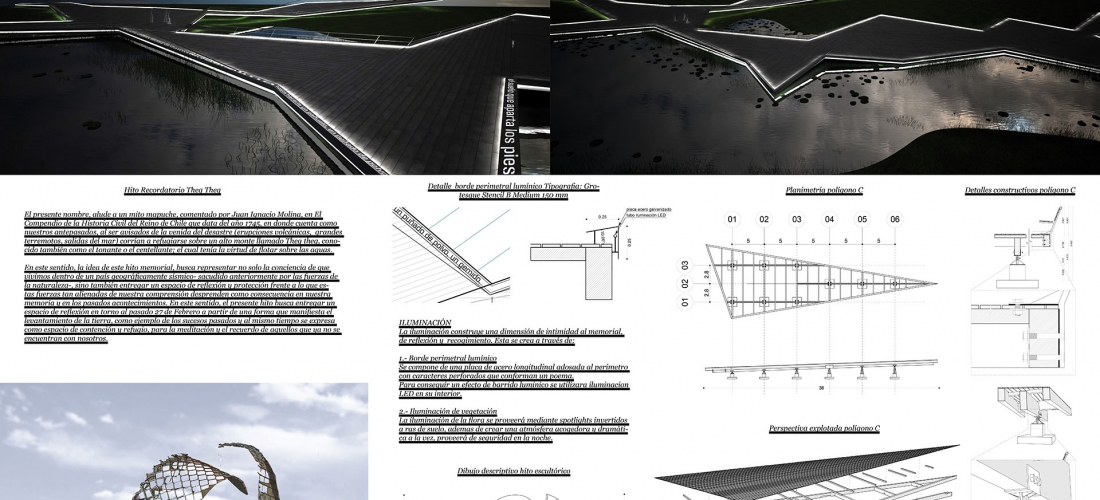 el suelo que aparta los pies
Hito Recordatorio Theg Theg
El presente nombre, alude a un mito mapuche, comentado por Juan Ignacio Molina, en El
Compendio de la Historia Civil del Reino de Chile que data del año 1745, en donde cuenta como
nuestros antepasados, al ser avisados de la venida del desastre (erupciones volcánicas, grandes
terremotos, salidas del mar) corrían a refugiarse sobre un alto monte llamado Theg theg, cono-
cido también como el tonante o el centellante; el cual tenía la virtud de flotar sobre las aguas.
En este sentido, la idea de este hito memorial, busca representar no solo la conciencia de que
vivimos dentro de un país geográficamente sísmico- sacudido anteriormente por las fuerzas de
la naturaleza-, sino también entregar un espacio de reflexión y protección frente a lo que es-
tas fuerzas tan alienadas de nuestra comprensión desprenden como consecuencia en nuestra
memoria y en los pasados acontecimientos. En este sentido, el presente hito busca entregar un
espacio de reflexión en torno al pasado 27 de Febrero a partir de una forma que manifiesta el
levantamiento de la tierra, como ejemplo de los sucesos pasados y al mismo tiempo se expresa
como espacio de contención y refugio, para la meditación y el recuerdo de aquellos que ya no se
encuentran con nosotros.
Detalle borde perimetral lumínico Tipografía: Gro-
tesque Stencil B Medium 150 mm
un puñado de polvo, un gemido
placa acero galvanizado
tubo iluminación LED
0.25
0.25
ILUMINACIÓN
La iluminación construye una dimensión de intimidad al memorial,
de reflexión y recogimiento. Esta se crea a través de:
1.- Borde perimetral lumínico
Se compone de una placa de acero longitudinal adosada al perímetro
con caracteres perforados que conforman un poema.
Para conseguir un efecto de barrido lumínico se utilizara iluminacion
LED en su interior.
2.- Iluminación de vegetación
La iluminación de la flora se proveerá mediante spotlights invertidos
a ras de suelo, ademas de crear una atmósfera acogedora y dramáti-
ca a la vez, proveerá de seguridad en la noche.
Dibujo descriptivo hito escultórico
Planimetría polígono C
01 02 03 04 05 06
5 5 5 5 5
03
2.8
02
2.8
01
Perspectiva explotada polígono C
Detalles constructivos polígono C